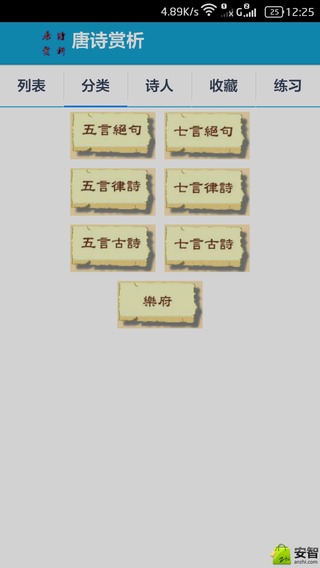 4.89K/s G 25 12:25
唐诗赏析 唐诗赏析
列表 分类 诗人 收藏 练习
五言絕句 七言絕句
五言律詩 七言律詩
五言古詩 七言古詩
樂府
安智
anzhi.com